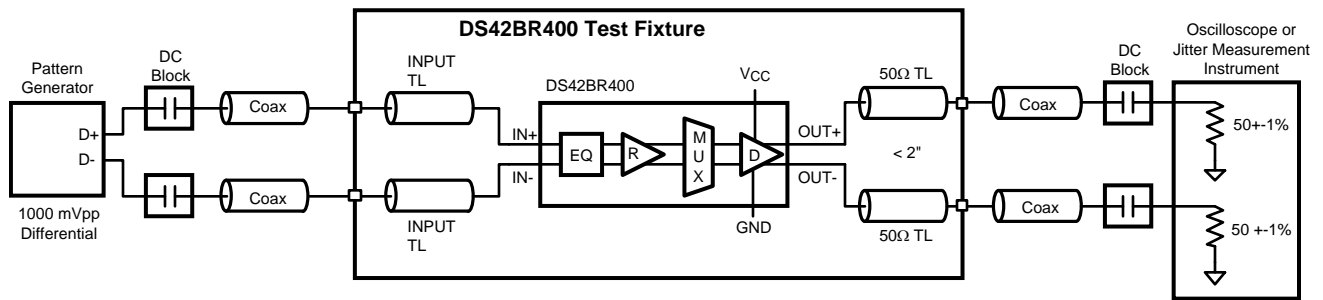 DS42BR400 Test Fixture
Pattern
Generator
D+
D-
1000 mVpp
Differential
DC
Block
Coax
Coax
INPUT
TL
INPUT
TL
DS42BR400
IN+
IN-
EQ
R
M
U
X
D
VCC
GND
OUT+
OUT-
50Ω TL
< 2"
50Ω TL
Coax
Coax
DC
Block
Oscilloscope or
Jitter Measurement
Instrument
50+-1%
50 +-1%